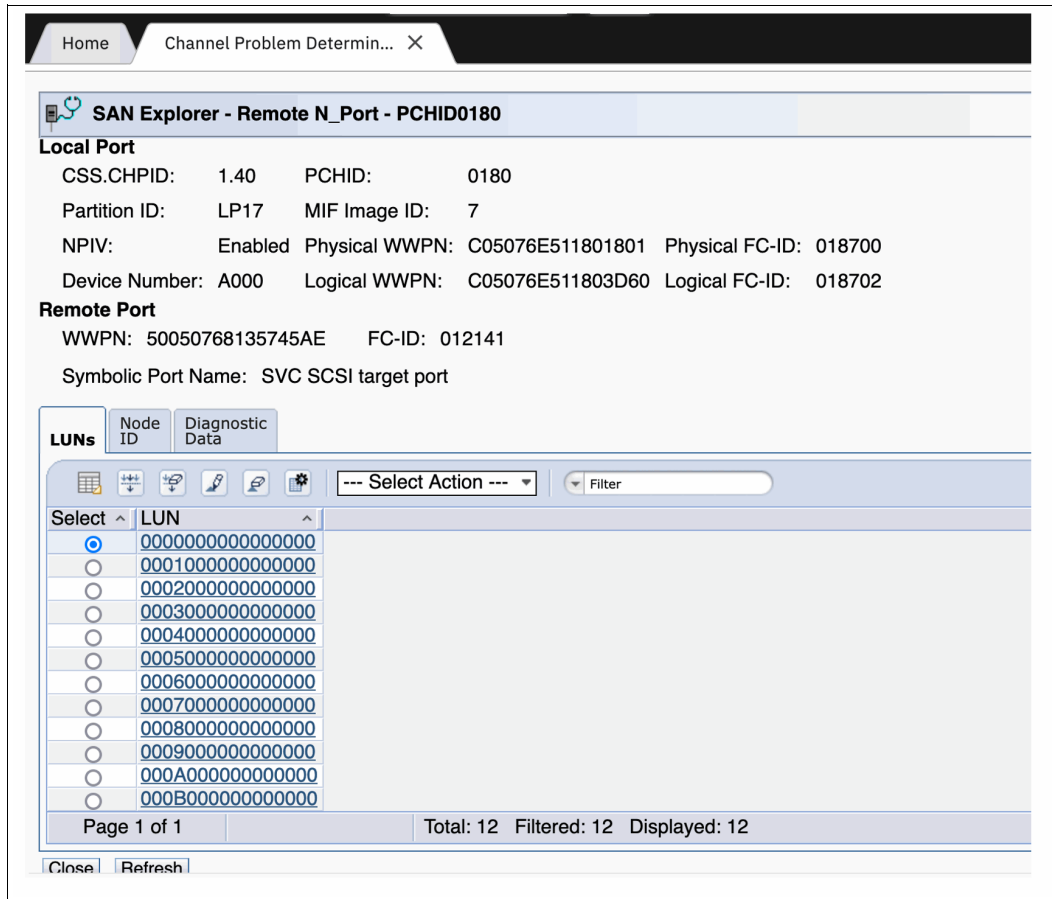 Home Channel Problem Determin...
SAN Explorer - Remote N_Port - PCHID0180
Local Port
CSS.CHPID: 1.40 PCHID: 0180
Partition ID: LP17 MIF Image ID: 7
NPIV: Enabled Physical WWPN: C05076E511801801 Physical FC-ID: 018700
Device Number: A000 Logical WWPN: C05076E511803D60 Logical FC-ID: 018702
Remote Port
WWPN: 50050768135745AE FC-ID: 012141
Symbolic Port Name: SVC SCSI target port
LUNs
Node
ID
Diagnostic
Data
--- Select Action --- Filter
Select LUN
0000000000000000
0001000000000000
0002000000000000
0003000000000000
0004000000000000
0005000000000000
0006000000000000
0007000000000000
0008000000000000
0009000000000000
000A000000000000
000B000000000000
Page 1 of 1 Total: 12 Filtered: 12 Displayed: 12
Close Refresh